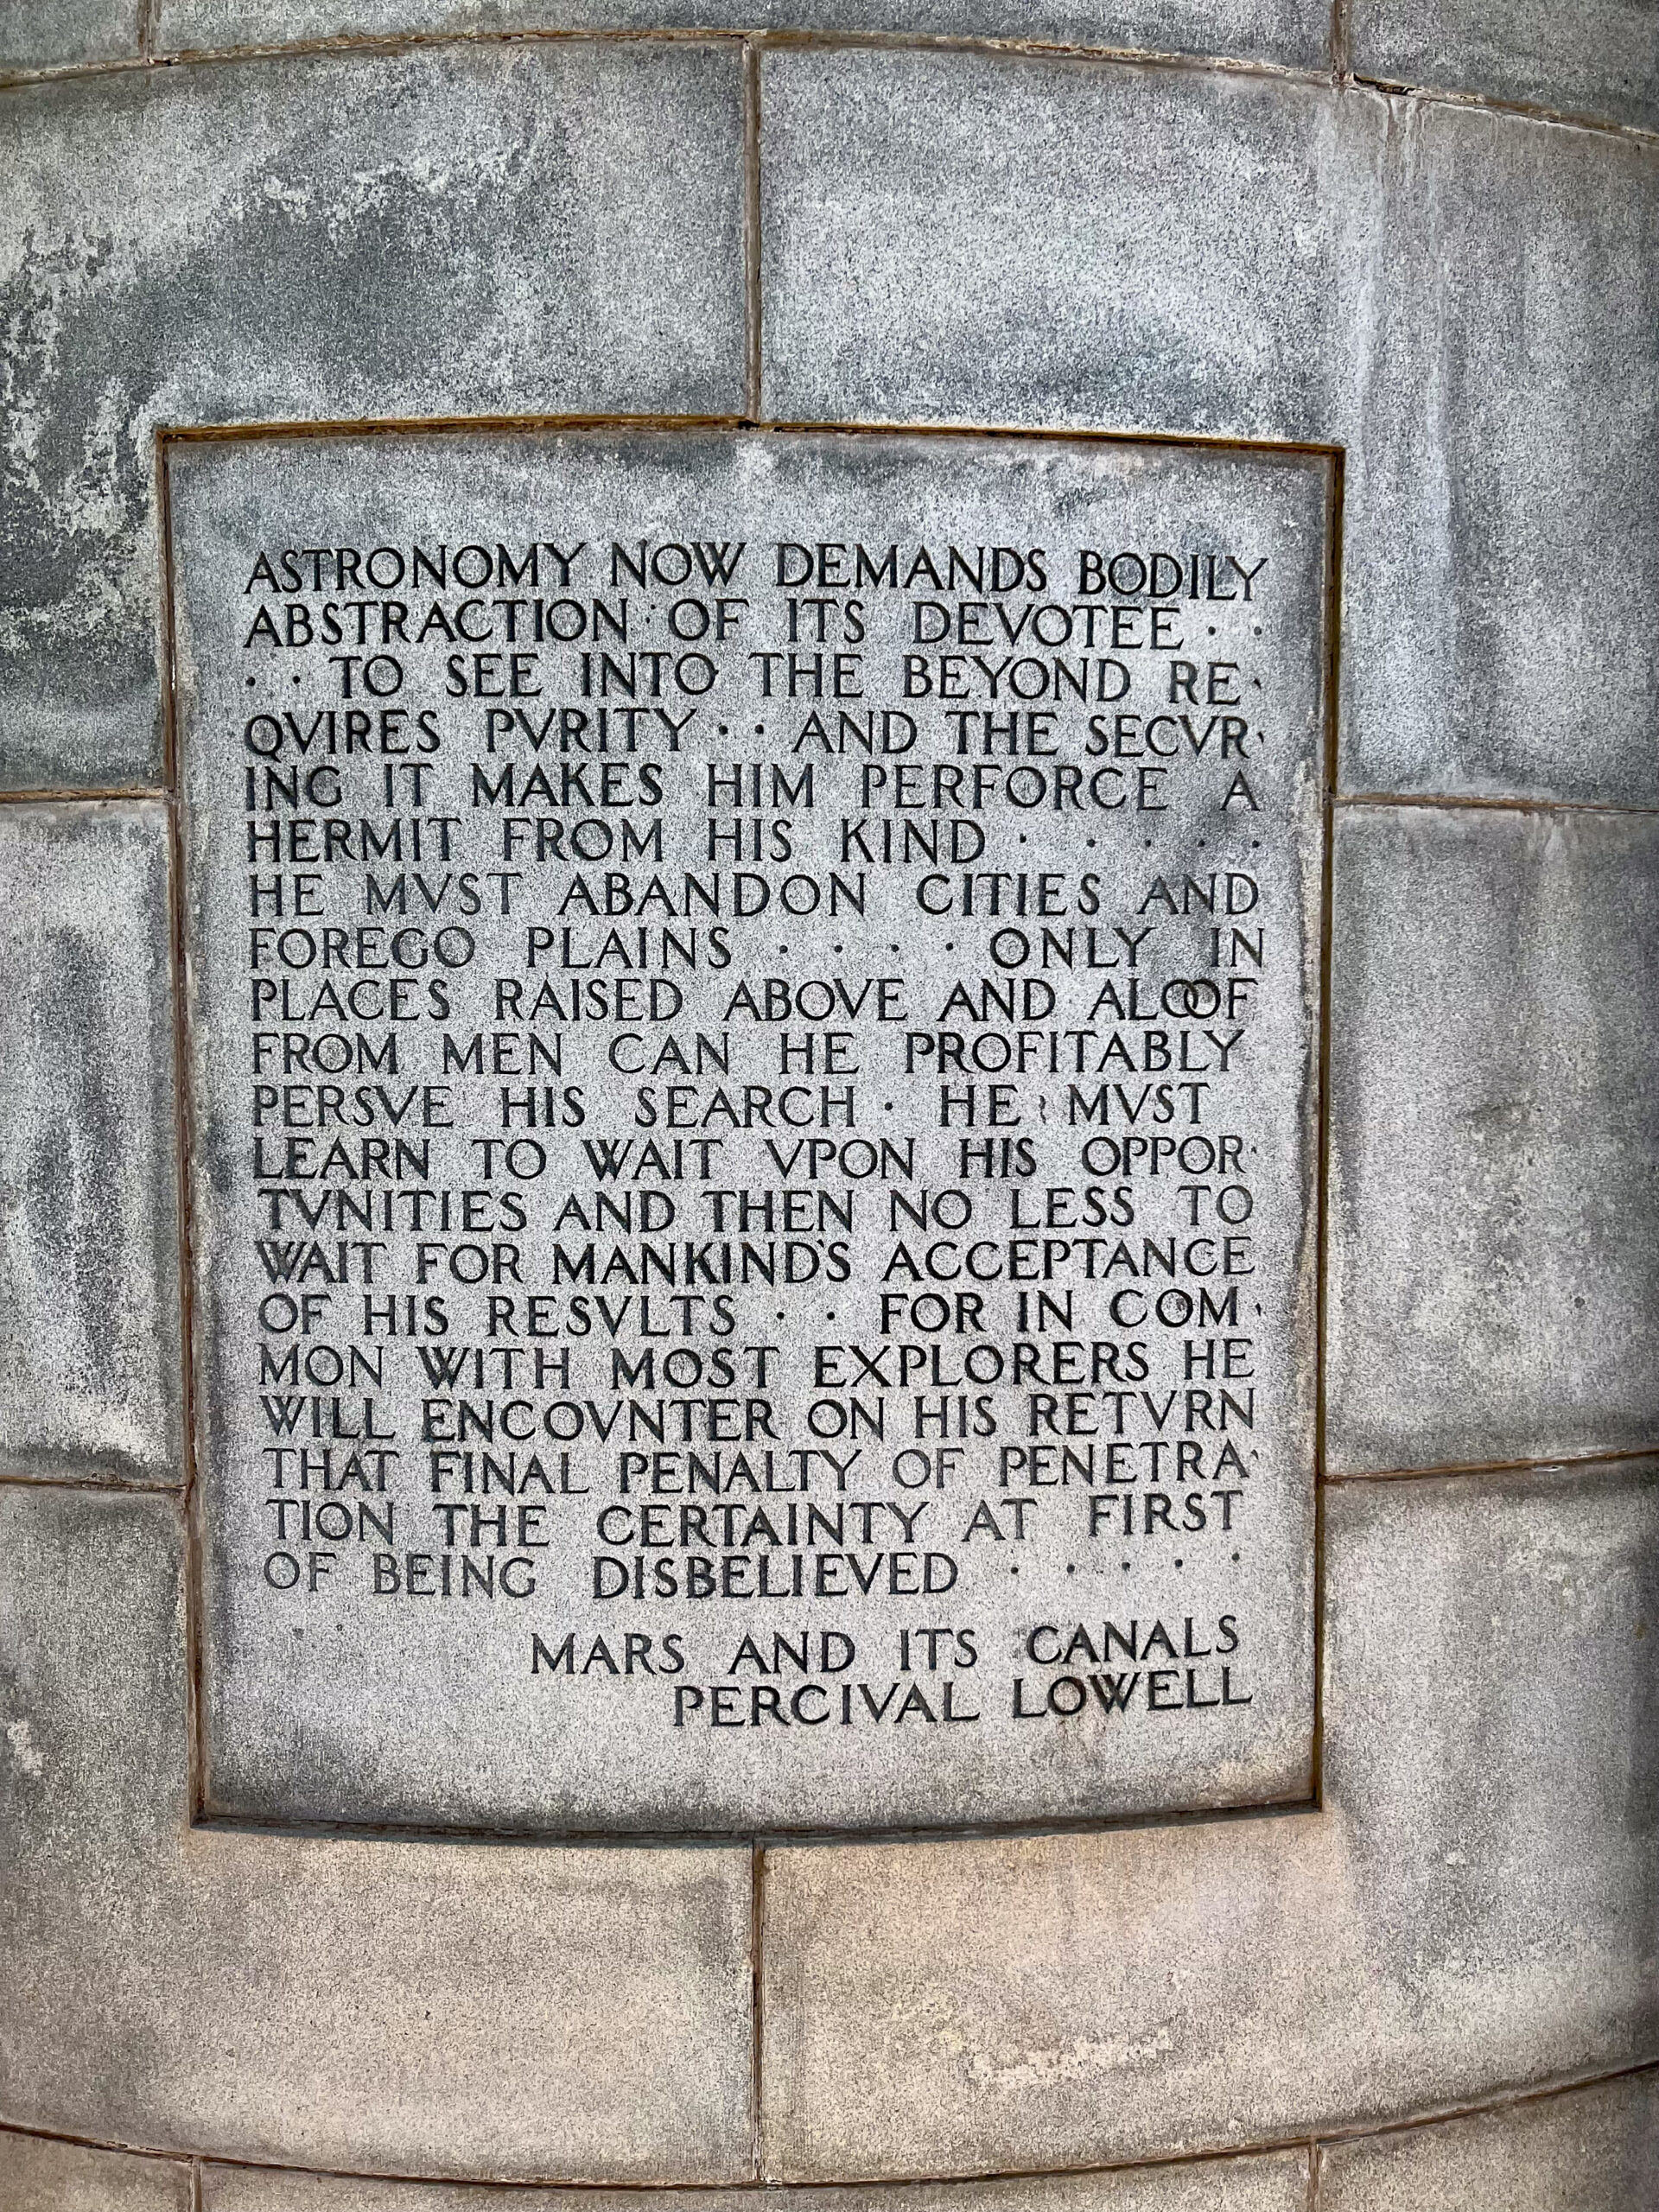 ASTRONOMY NOW DEMANDS BODILY
ABSTRACTION OF ITS DEVOTEE · ·
· · TO SEE INTO THE BEYOND RE·
QVIRES PVRITY · · AND THE SECVR·
ING IT MAKES HIM PERFORCE A
HERMIT FROM HIS KIND · · · · ·
HE MVST ABANDON CITIES AND
FOREGO PLAINS · · · · ONLY IN
PLACES RAISED ABOVE AND ALOOF
FROM MEN CAN HE PROFITABLY
PERSVE HIS SEARCH · HE MVST
LEARN TO WAIT VPON HIS OPPOR·
TVNITIES AND THEN NO LESS TO
WAIT FOR MANKIND'S ACCEPTANCE
OF HIS RESVLTS · · FOR IN COM·
MON WITH MOST EXPLORERS HE
WILL ENCOVNTER ON HIS RETVRN
THAT FINAL PENALTY OF PENETRA·
TION THE CERTAINTY AT FIRST
OF BEING DISBELIEVED · · · · ·
MARS AND ITS CANALS
PERCIVAL LOWELL